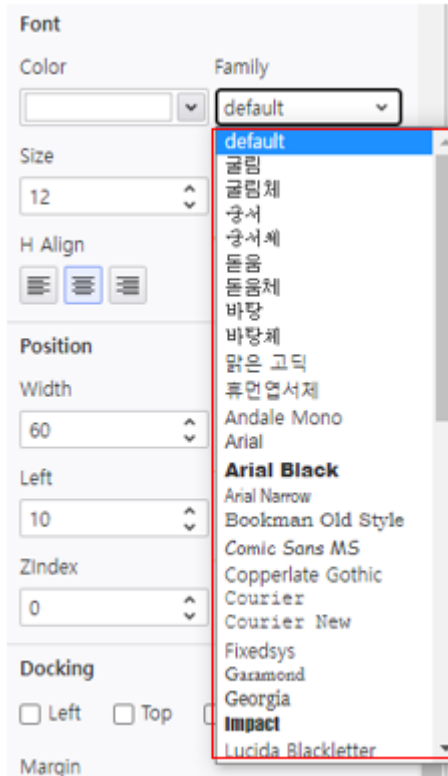 Font
Color
Family
default
Size
12
H Align
Position
Width
60
Left
10
ZIndex
0
Docking
Left
Top
Margin
default
굴림
굴림체
궁서
궁서체
돋움
돋움체
바탕
바탕체
맑은 고딕
휴먼엽서체
Andale Mono
Arial
Arial Black
Arial Narrow
Bookman Old Style
Comic Sans MS
Copperlate Gothic
Courier
Courier New
Fixedsys
Garamond
Georgia
Impact
Lucida Blackletter